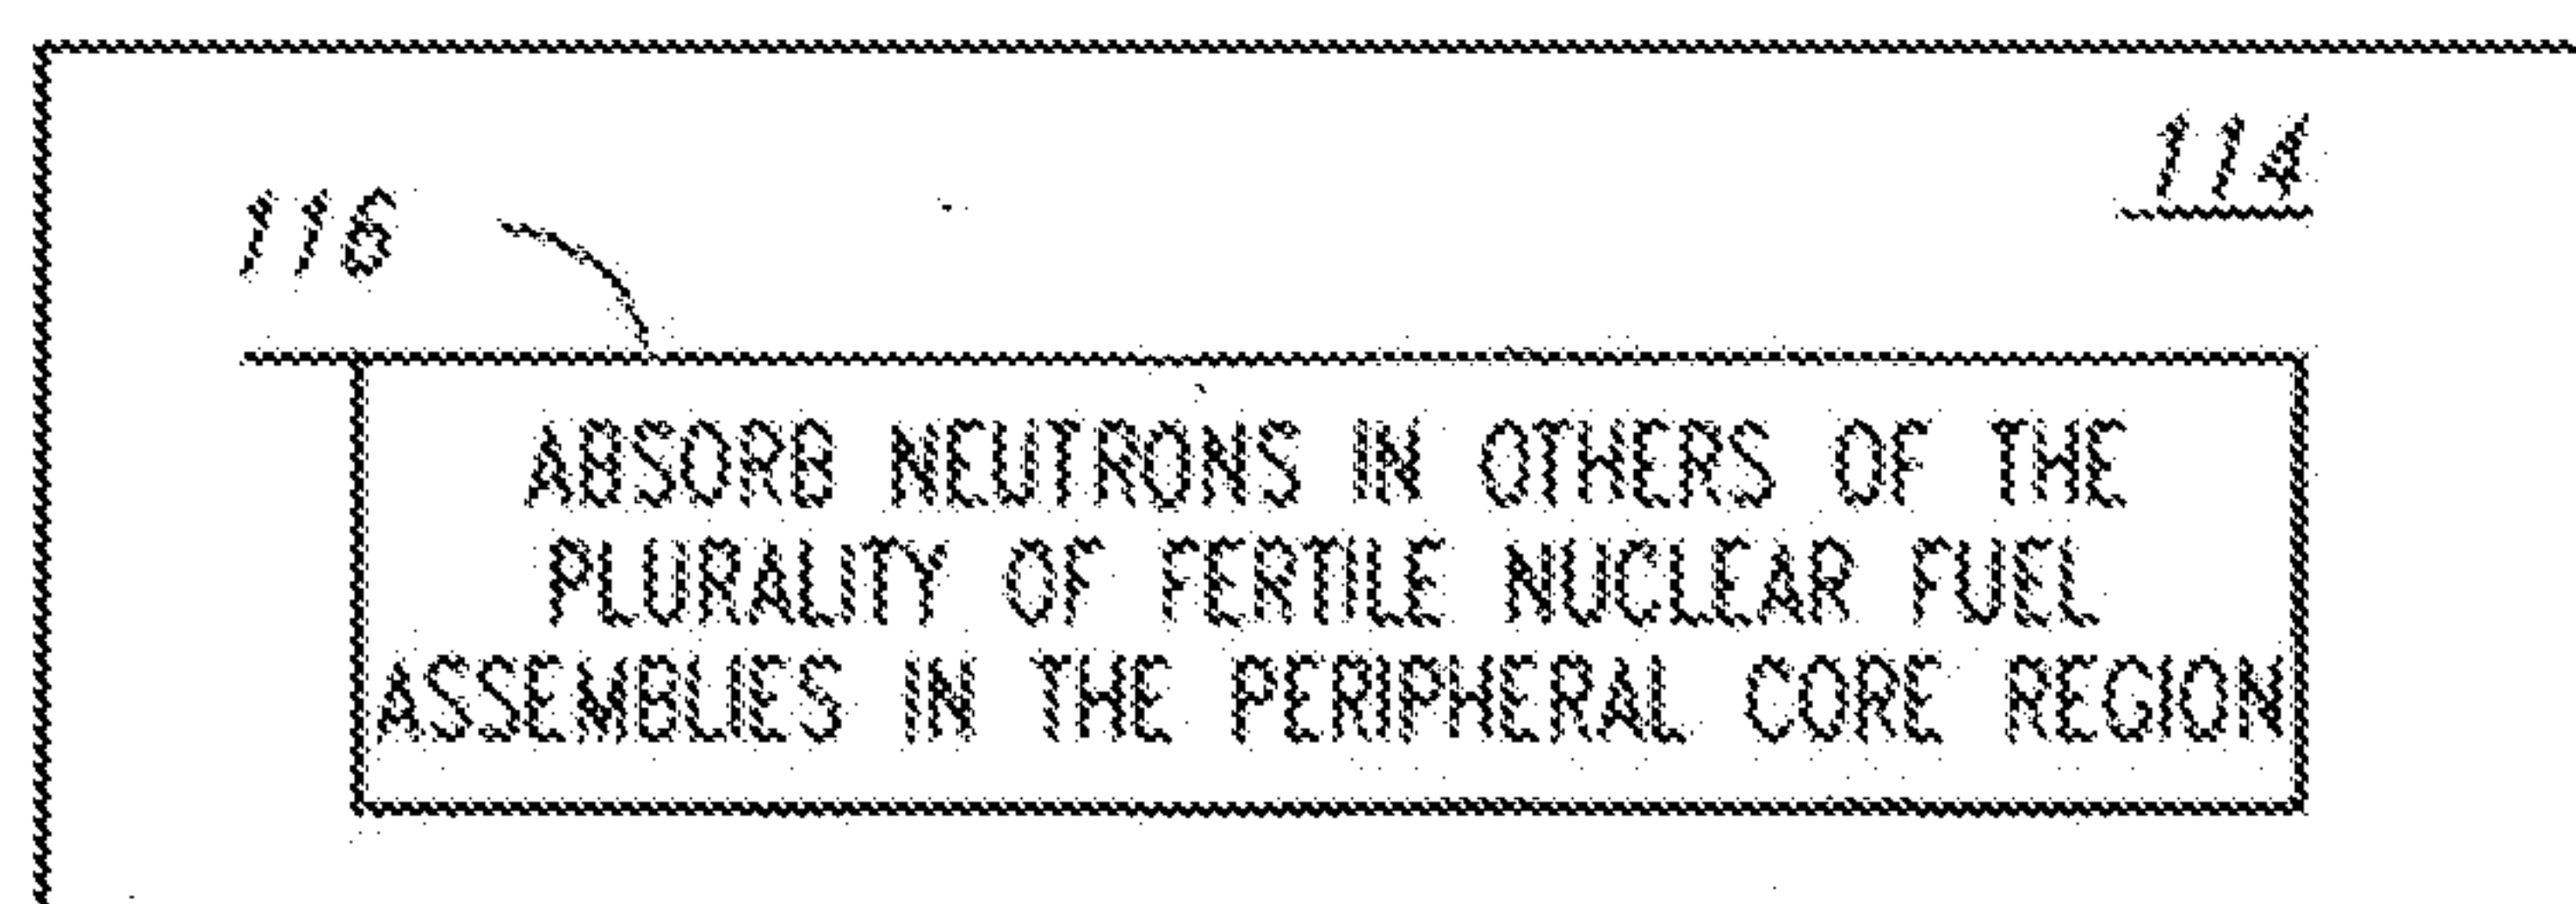 114
116
ABSORB NEUTRONS IN OTHERS OF THE
PLURALITY OF FERTILE NUCLEAR FUEL
ASSEMBLIES IN THE PERIPHERAL CORE REGION